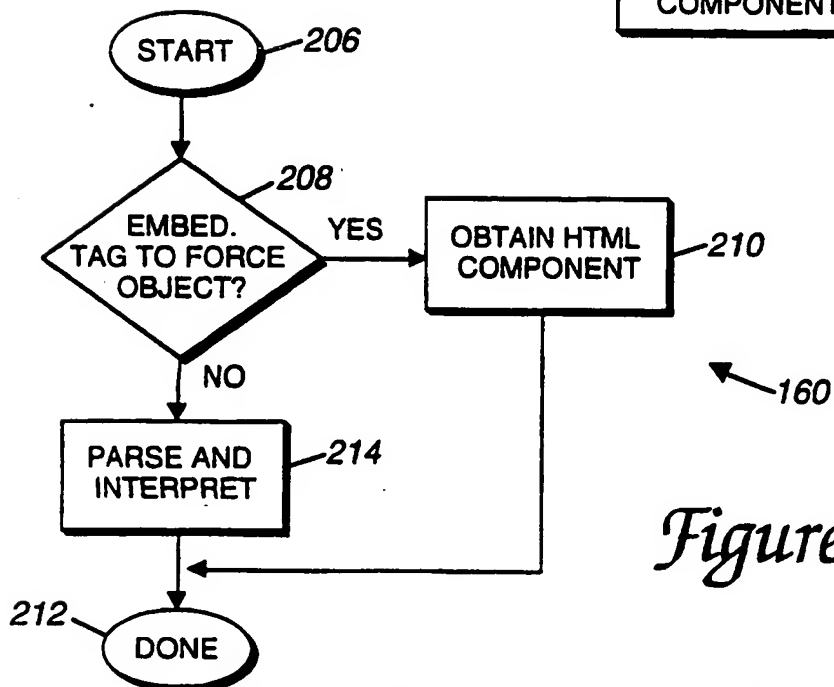 COMPONENT
START
206
208
EMBED.
TAG TO FORCE
OBJECT?
YES
OBTAIN HTML
COMPONENT
210
NO
160
PARSE AND
INTERPRET
214
Figure
212
DONE